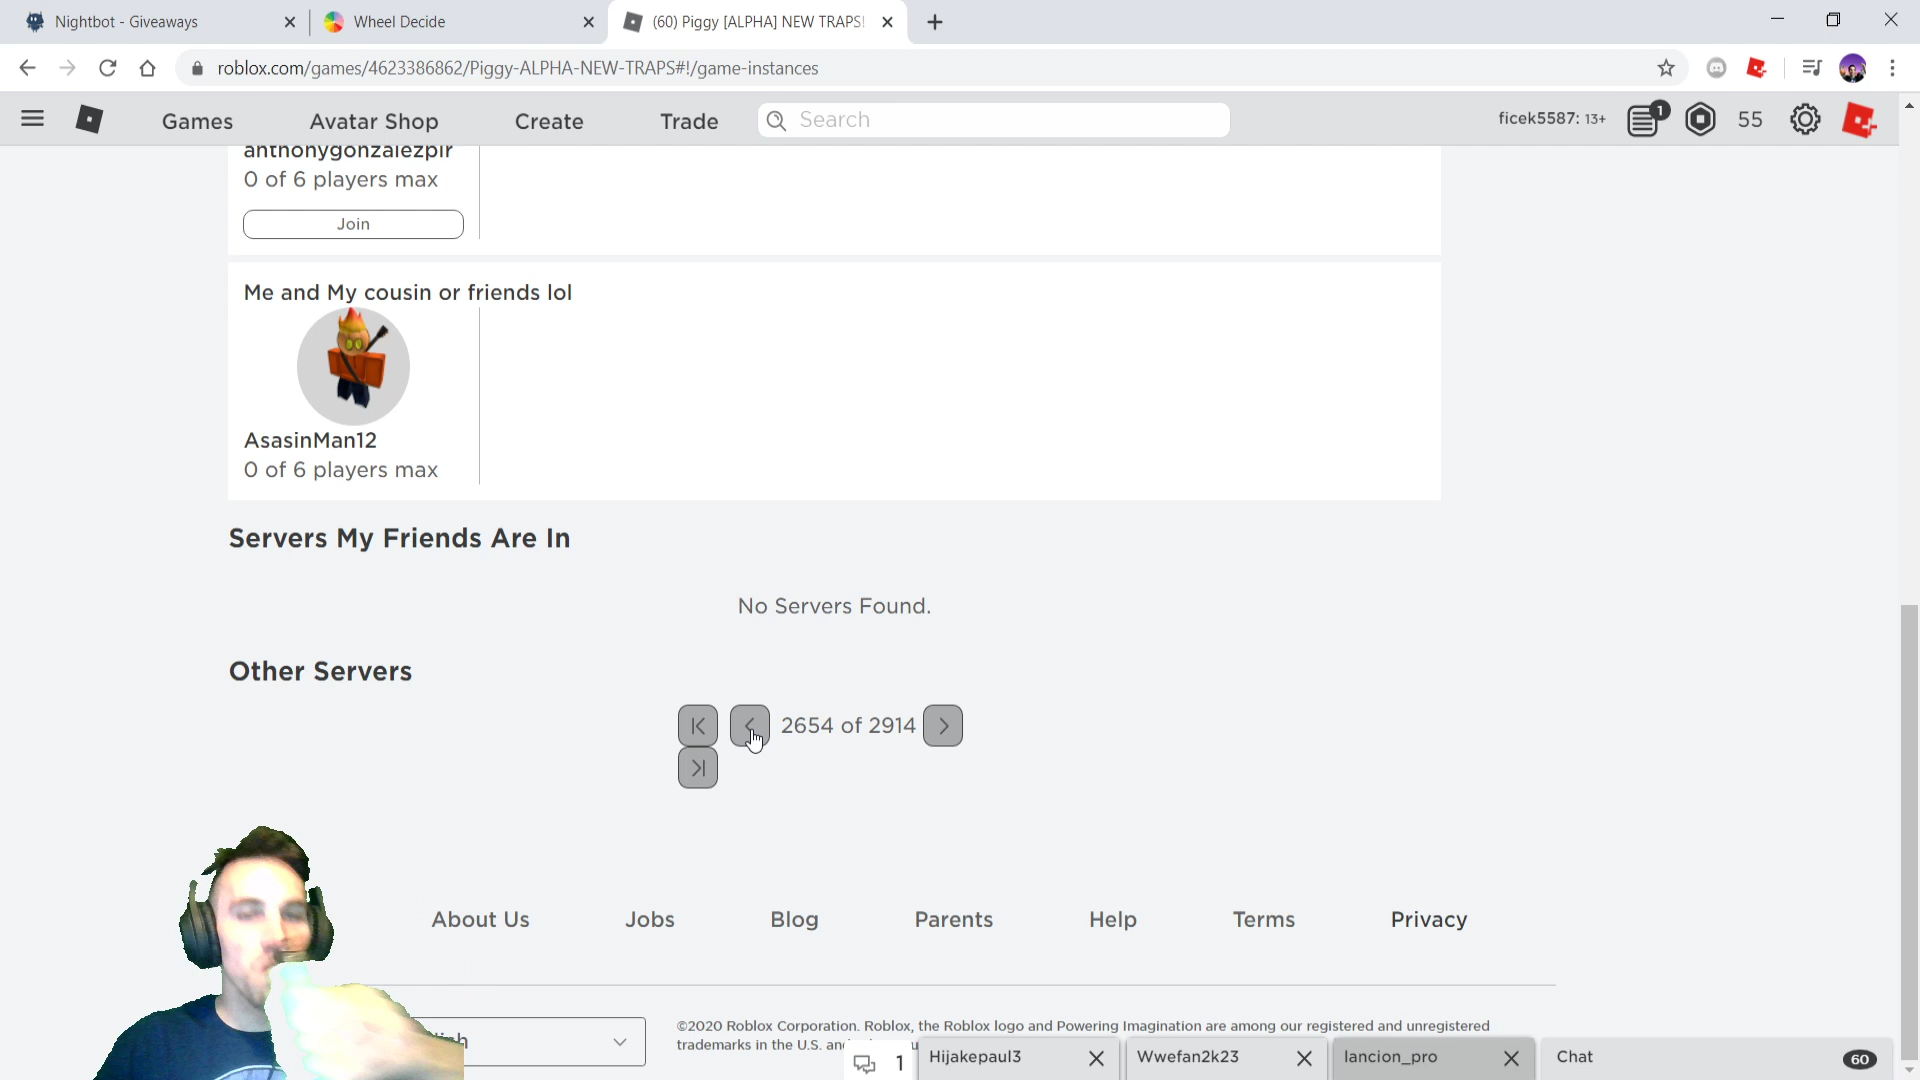 Nightbot - Giveaways
Wheel Decide
(60) Piggy [ALPHA] NEW TRAPS!
roblox.com/games/4623386862/Piggy-ALPHA-NEW-TRAPS#!/game-instances
Games
Avatar Shop
Create
Trade
Search
ficek5587: 13+
1
55
anthonygonzalezplr
0 of 6 players max
Join
Me and My cousin or friends lol
AsasinMan12
0 of 6 players max
Servers My Friends Are In
No Servers Found.
Other Servers
2654 of 2914
About Us
Jobs
Blog
Parents
Help
Terms
Privacy
©2020 Roblox Corporation. Roblox, the Roblox logo and Powering Imagination are among our registered and unregistered
trademarks in the U.S.
1
Hijakepaul3
Wwefan2k23
lancion_pro
Chat
60